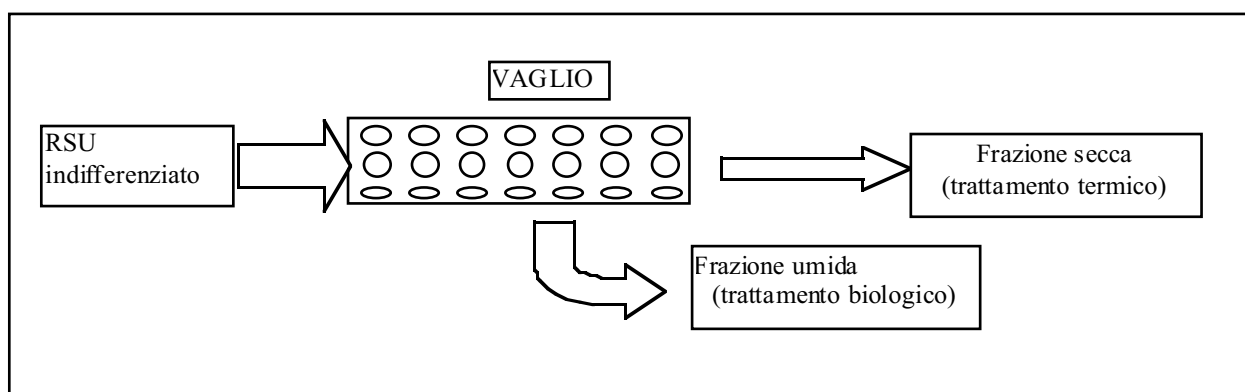 VAGLIO
RSU
indifferenziato
Frazione secca
(trattamento termico)
Frazione umida
(trattamento biologico)